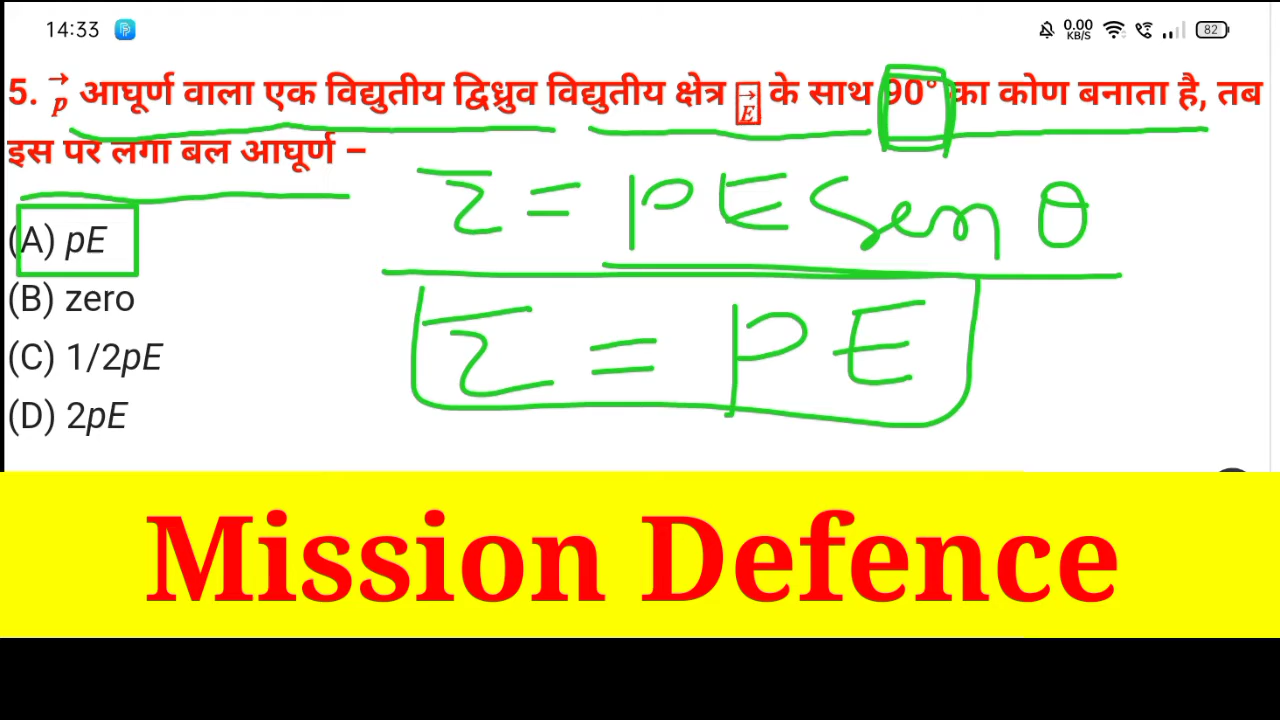 14:33
0.00 KB/S
82
5. p⃗ आघूर्ण वाला एक विद्युतीय द्विध्रुव विद्युतीय क्षेत्र E⃗ के साथ 90° का कोण बनाता है, तब
इस पर लगा बल आघूर्ण –
τ = PE Sen θ
(A) pE
(B) zero
τ = PE
(C) 1/2pE
(D) 2pE
Mission Defence